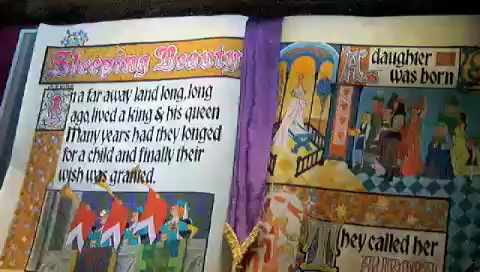 Sleeping Beauty
In a far away land long, long
ago, lived a king & his queen
Many years had they longed
for a child and finally their
wish was granted.
A daughter
was born
They called her
AURORA